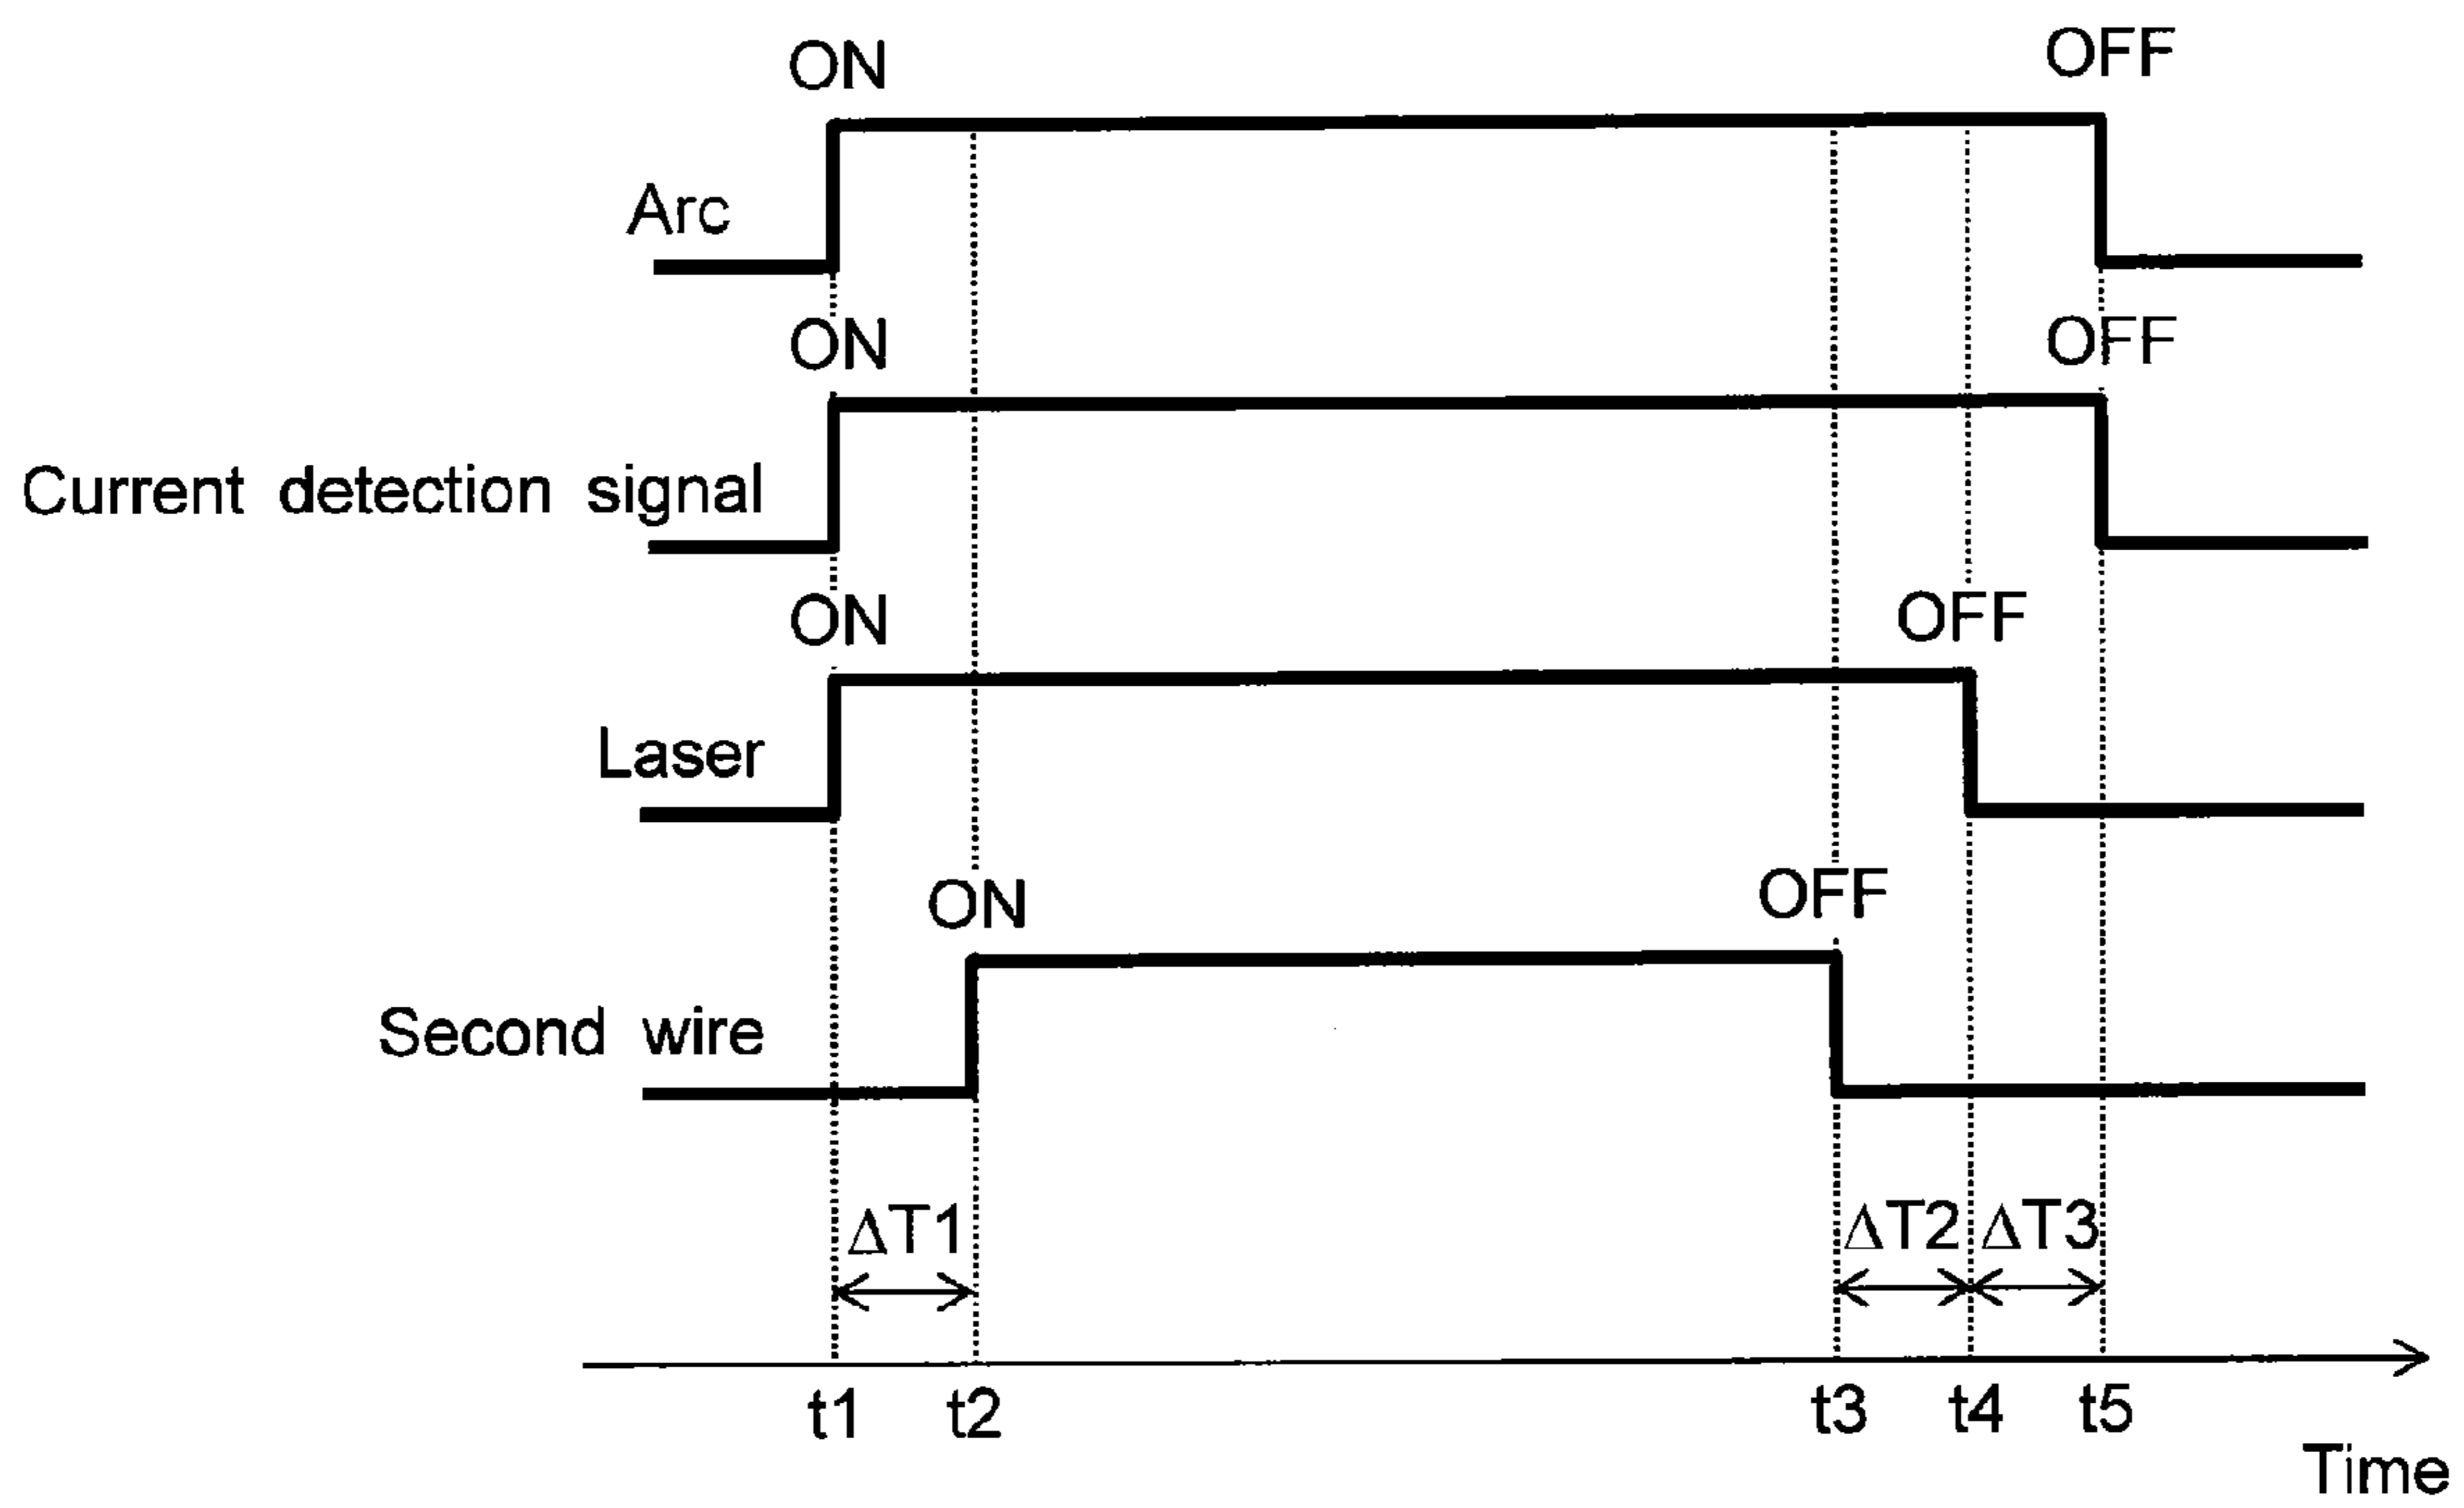 ON OFF
Arc
ON OFF
Current detection signal
ON OFF
Laser
ON OFF
Second wire
ΔT1 ΔT2 ΔT3
t1 t2 t3 t4 t5
Time